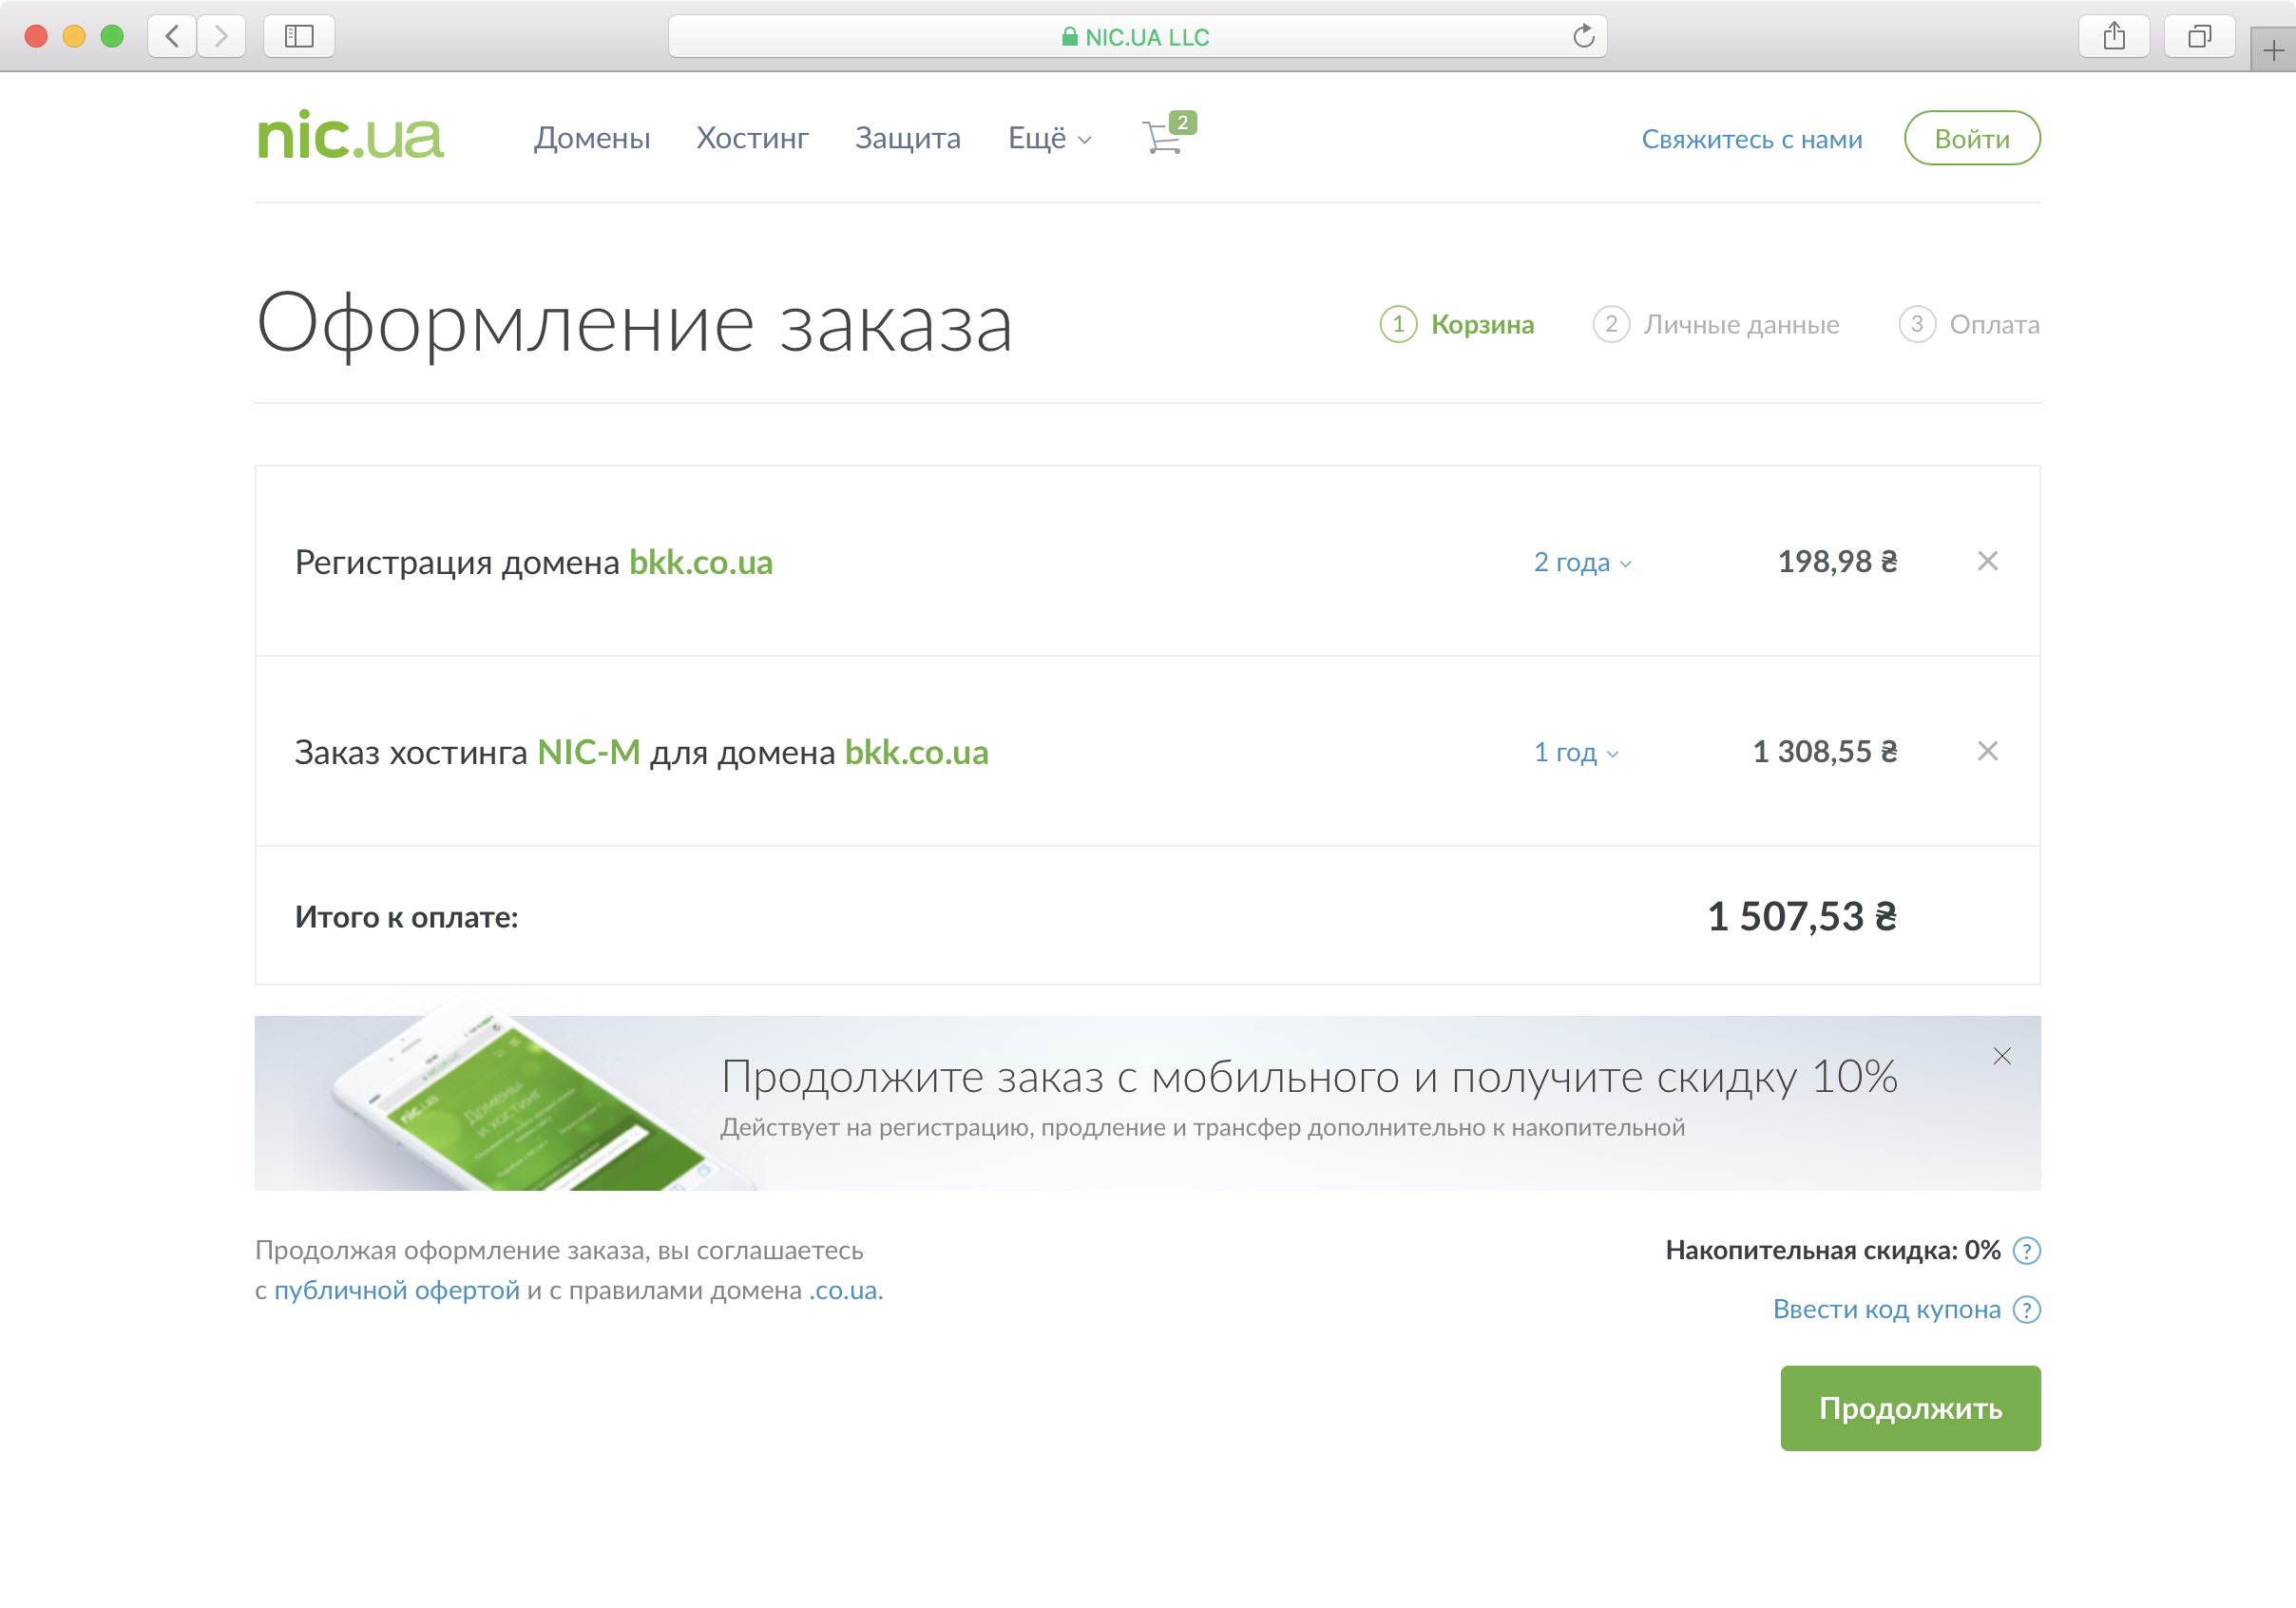 NIC.UA LLC
nic.ua
Домены
Хостинг
Защита
Ещё
2
Свяжитесь с нами
Войти
Оформление заказа
1 Корзина
2 Личные данные
3 Оплата
Регистрация домена bkk.co.ua
2 года
198,98 ₴
Заказ хостинга NIC-M для домена bkk.co.ua
1 год
1 308,55 ₴
Итого к оплате:
1 507,53 ₴
nic.ua
Домены
и хостинг
Продолжите заказ с мобильного и получите скидку 10%
Действует на регистрацию, продление и трансфер дополнительно к накопительной
Продолжая оформление заказа, вы соглашаетесь
с публичной офертой и с правилами домена .co.ua.
Накопительная скидка: 0% ?
Ввести код купона ?
Продолжить